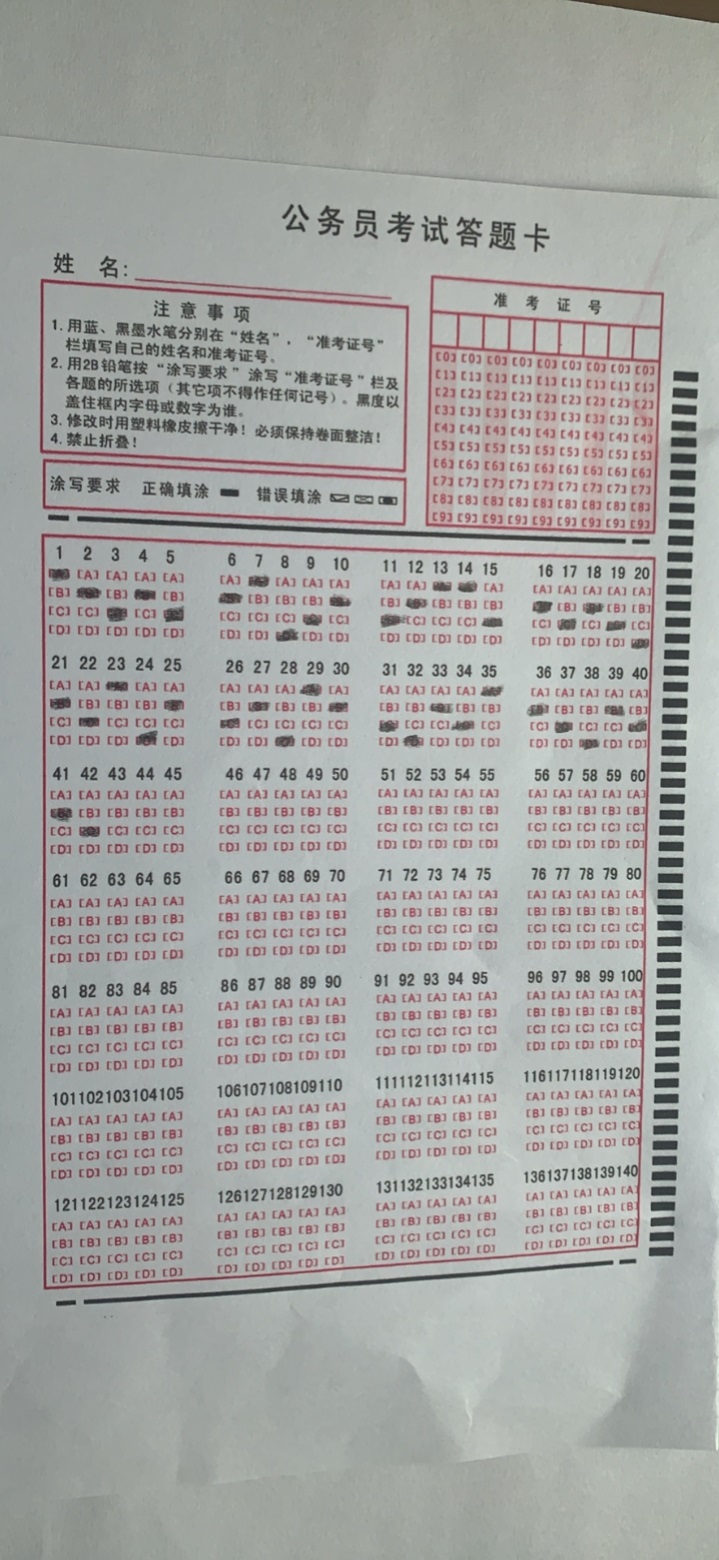 公务员考试答题卡
姓 名:
注意事项
1. 用蓝、黑墨水笔分别在“姓名”,“准考证号”
栏填写自己的姓名和准考证号。
2. 用2B铅笔按“涂写要求”涂写“准考证号”栏及
各题的所选项(其它项不得作任何记号)。黑度以
盖住框内字母或数字为谁。
3. 修改时用塑料橡皮擦干净!必须保持卷面整洁!
4. 禁止折叠!
涂写要求 正确填涂 错误填涂
准考证号
[0] [0] [0] [0] [0] [0] [0] [0] [0]
[1] [1] [1] [1] [1] [1] [1] [1] [1]
[2] [2] [2] [2] [2] [2] [2] [2] [2]
[3] [3] [3] [3] [3] [3] [3] [3] [3]
[4] [4] [4] [4] [4] [4] [4] [4] [4]
[5] [5] [5] [5] [5] [5] [5] [5] [5]
[6] [6] [6] [6] [6] [6] [6] [6] [6]
[7] [7] [7] [7] [7] [7] [7] [7] [7]
[8] [8] [8] [8] [8] [8] [8] [8] [8]
[9] [9] [9] [9] [9] [9] [9] [9] [9]
1 2 3 4 5 6 7 8 9 10 11 12 13 14 15 16 17 18 19 20
[A] [A] [A] [A] [A] [A] [A] [A] [A] [A] [A] [A] [A] [A] [A] [A]
[B] [B] [B] [B] [B] [B] [B] [B] [B] [B] [B] [B] [B]
[C] [C] [C] [C] [C] [C] [C] [C] [C] [C] [C] [C] [C]
[D] [D] [D] [D] [D] [D] [D] [D] [D] [D] [D] [D] [D] [D] [D] [D] [D] [D]
21 22 23 24 25 26 27 28 29 30 31 32 33 34 35 36 37 38 39 40
[A] [A] [A] [A] [A] [A] [A] [A] [A] [A] [A] [A] [A] [A] [A] [A] [A]
[B] [B] [B] [B] [B] [B] [B] [B] [B] [B] [B] [B] [B]
[C] [C] [C] [C] [C] [C] [C] [C] [C] [C] [C] [C] [C] [C]
[D] [D] [D] [D] [D] [D] [D] [D] [D] [D] [D] [D] [D] [D] [D] [D]
41 42 43 44 45 46 47 48 49 50 51 52 53 54 55 56 57 58 59 60
[A] [A] [A] [A] [A] [A] [A] [A] [A] [A] [A] [A] [A] [A] [A] [A] [A] [A] [A] [A]
[B] [B] [B] [B] [B] [B] [B] [B] [B] [B] [B] [B] [B] [B] [B] [B] [B] [B] [B]
[C] [C] [C] [C] [C] [C] [C] [C] [C] [C] [C] [C] [C] [C] [C] [C] [C] [C] [C]
[D] [D] [D] [D] [D] [D] [D] [D] [D] [D] [D] [D] [D] [D] [D] [D] [D] [D] [D] [D]
61 62 63 64 65 66 67 68 69 70 71 72 73 74 75 76 77 78 79 80
[A] [A] [A] [A] [A] [A] [A] [A] [A] [A] [A] [A] [A] [A] [A] [A] [A] [A] [A] [A]
[B] [B] [B] [B] [B] [B] [B] [B] [B] [B] [B] [B] [B] [B] [B] [B] [B] [B] [B] [B]
[C] [C] [C] [C] [C] [C] [C] [C] [C] [C] [C] [C] [C] [C] [C] [C] [C] [C] [C] [C]
[D] [D] [D] [D] [D] [D] [D] [D] [D] [D] [D] [D] [D] [D] [D] [D] [D] [D] [D] [D]
81 82 83 84 85 86 87 88 89 90 91 92 93 94 95 96 97 98 99 100
[A] [A] [A] [A] [A] [A] [A] [A] [A] [A] [A] [A] [A] [A] [A] [A] [A] [A] [A] [A]
[B] [B] [B] [B] [B] [B] [B] [B] [B] [B] [B] [B] [B] [B] [B] [B] [B] [B] [B] [B]
[C] [C] [C] [C] [C] [C] [C] [C] [C] [C] [C] [C] [C] [C] [C] [C] [C] [C] [C] [C]
[D] [D] [D] [D] [D] [D] [D] [D] [D] [D] [D] [D] [D] [D] [D] [D] [D] [D] [D] [D]
101 102 103 104 105 106 107 108 109 110 111 112 113 114 115 116 117 118 119 120
[A] [A] [A] [A] [A] [A] [A] [A] [A] [A] [A] [A] [A] [A] [A] [A] [A] [A] [A] [A]
[B] [B] [B] [B] [B] [B] [B] [B] [B] [B] [B] [B] [B] [B] [B] [B] [B] [B] [B] [B]
[C] [C] [C] [C] [C] [C] [C] [C] [C] [C] [C] [C] [C] [C] [C] [C] [C] [C] [C] [C]
[D] [D] [D] [D] [D] [D] [D] [D] [D] [D] [D] [D] [D] [D] [D] [D] [D] [D] [D] [D]
121 122 123 124 125 126 127 128 129 130 131 132 133 134 135 136 137 138 139 140
[A] [A] [A] [A] [A] [A] [A] [A] [A] [A] [A] [A] [A] [A] [A] [A] [A] [A] [A] [A]
[B] [B] [B] [B] [B] [B] [B] [B] [B] [B] [B] [B] [B] [B] [B] [B] [B] [B] [B] [B]
[C] [C] [C] [C] [C] [C] [C] [C] [C] [C] [C] [C] [C] [C] [C] [C] [C] [C] [C] [C]
[D] [D] [D] [D] [D] [D] [D] [D] [D] [D] [D] [D] [D] [D] [D] [D] [D] [D] [D] [D]